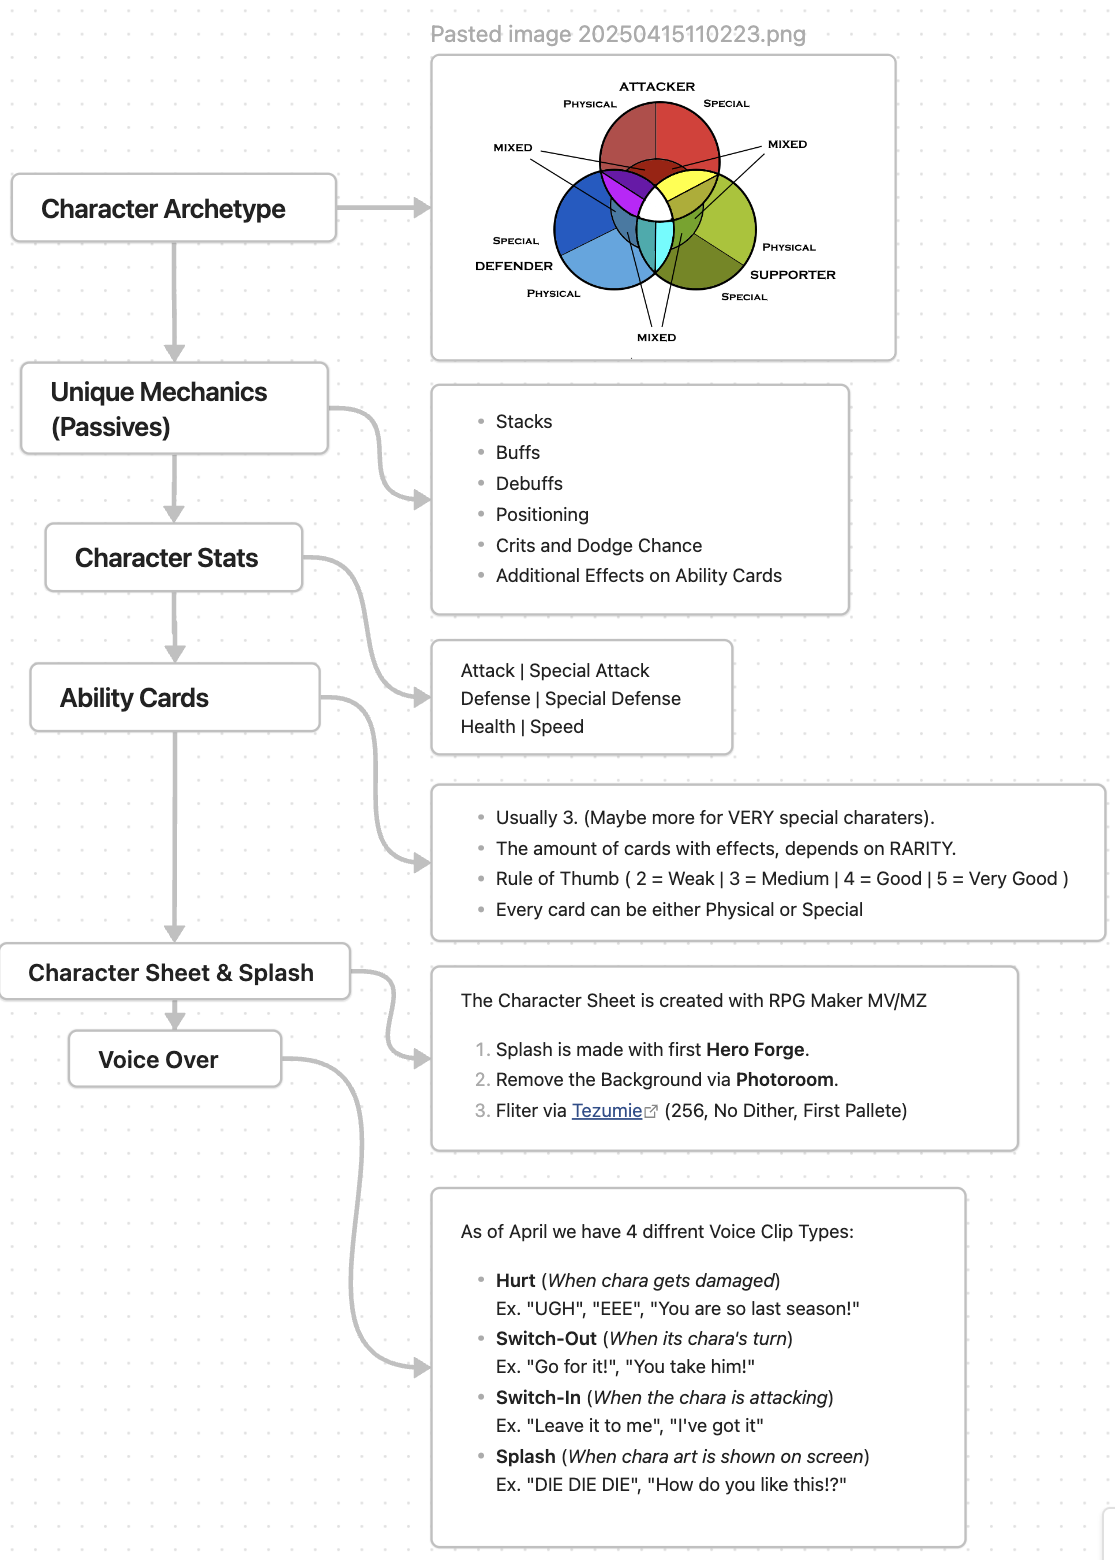 Pasted image 20250415110223.png
ATTACKER
PHYSICAL
SPECIAL
MIXED
MIXED
SPECIAL
DEFENDER
PHYSICAL
PHYSICAL
SUPPORTER
SPECIAL
MIXED
Character Archetype
Unique Mechanics
(Passives)
• Stacks
• Buffs
• Debuffs
• Positioning
• Crits and Dodge Chance
• Additional Effects on Ability Cards
Character Stats
Attack | Special Attack
Defense | Special Defense
Health | Speed
Ability Cards
• Usually 3. (Maybe more for VERY special charaters).
• The amount of cards with effects, depends on RARITY.
• Rule of Thumb ( 2 = Weak | 3 = Medium | 4 = Good | 5 = Very Good )
• Every card can be either Physical or Special
Character Sheet & Splash
The Character Sheet is created with RPG Maker MV/MZ
1. Splash is made with first Hero Forge.
2. Remove the Background via Photoroom.
3. Fliter via Tezumie (256, No Dither, First Pallete)
Voice Over
As of April we have 4 diffrent Voice Clip Types:
• Hurt (When chara gets damaged)
Ex. "UGH", "EEE", "You are so last season!"
• Switch-Out (When its chara's turn)
Ex. "Go for it!", "You take him!"
• Switch-In (When the chara is attacking)
Ex. "Leave it to me", "I've got it"
• Splash (When chara art is shown on screen)
Ex. "DIE DIE DIE", "How do you like this!?"